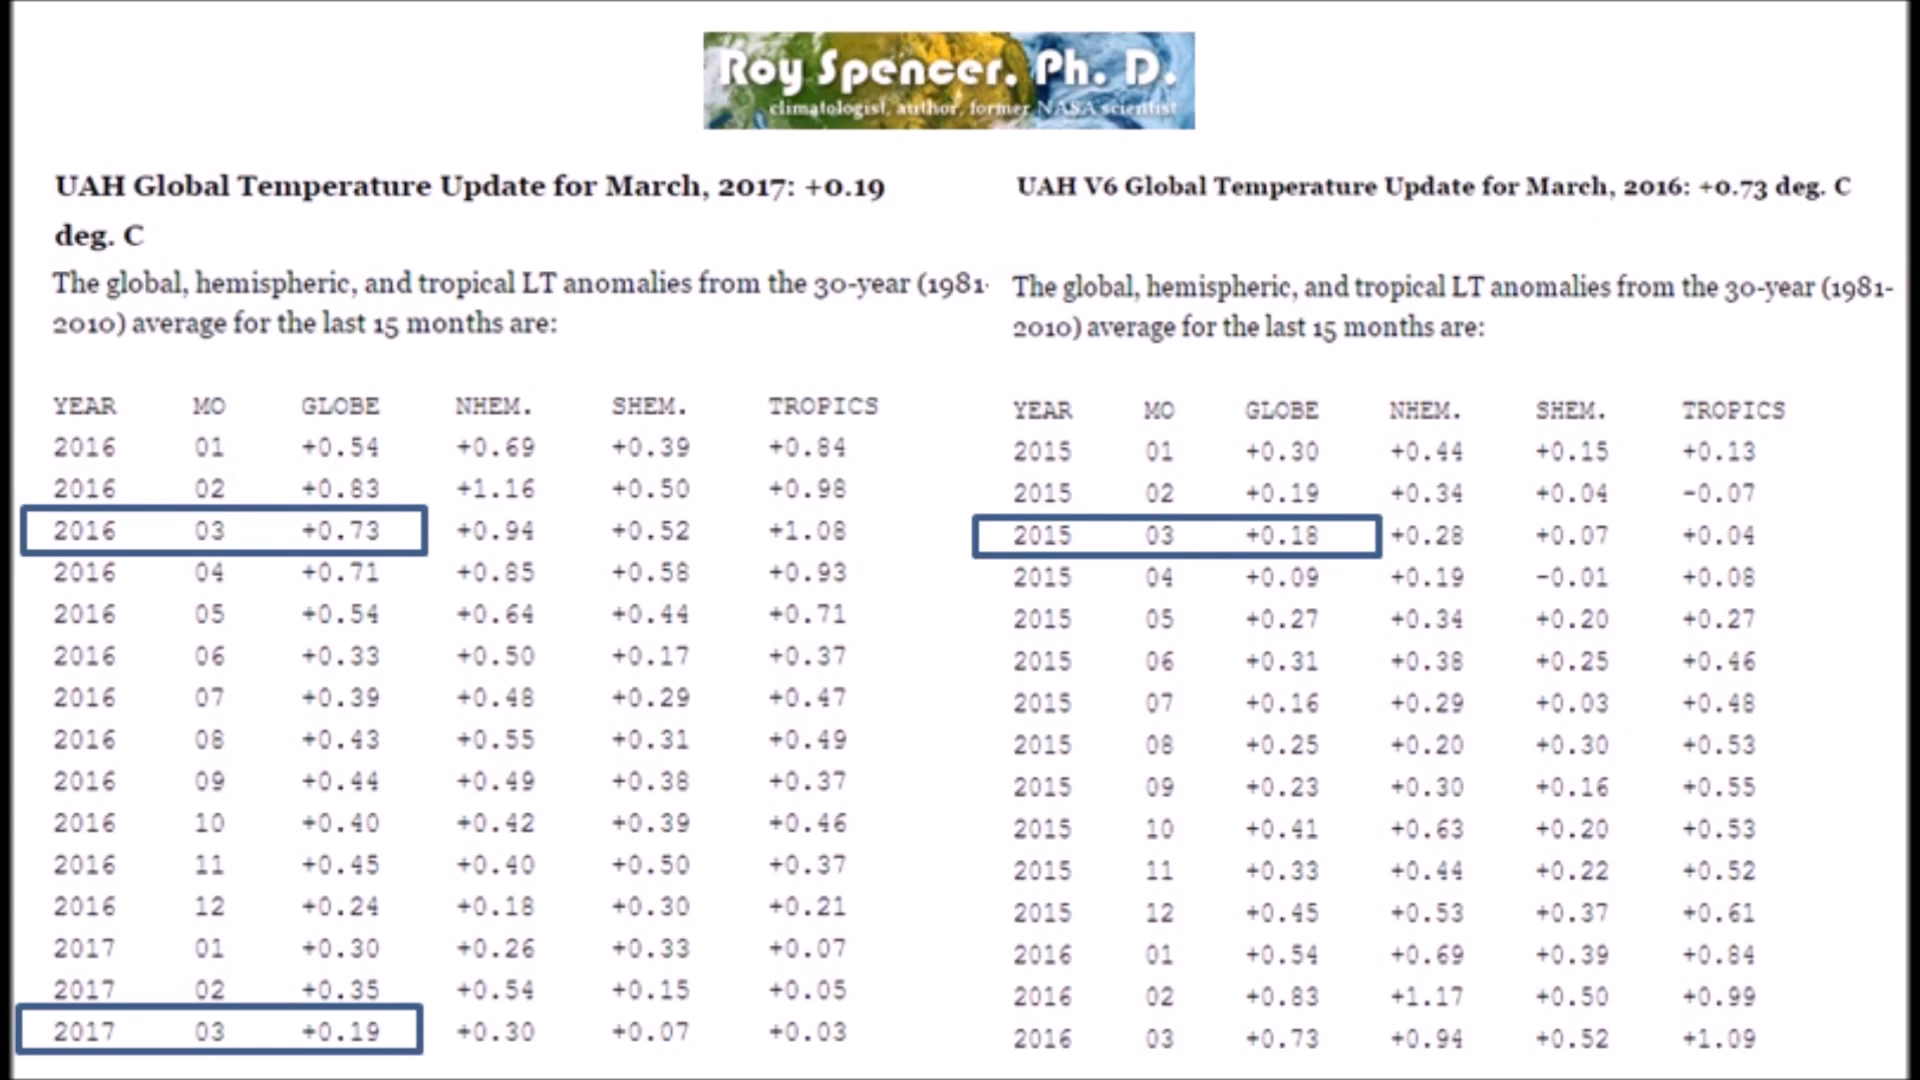 Roy Spencer, Ph. D.
climatologist, author, former NASA scientist
UAH Global Temperature Update for March, 2017: +0.19
deg. C
The global, hemispheric, and tropical LT anomalies from the 30-year (1981-
2010) average for the last 15 months are:
YEAR MO GLOBE NHEM. SHEM. TROPICS
2016 01 +0.54 +0.69 +0.39 +0.84
2016 02 +0.83 +1.16 +0.50 +0.98
2016 03 +0.73 +0.94 +0.52 +1.08
2016 04 +0.71 +0.85 +0.58 +0.93
2016 05 +0.54 +0.64 +0.44 +0.71
2016 06 +0.33 +0.50 +0.17 +0.37
2016 07 +0.39 +0.48 +0.29 +0.47
2016 08 +0.43 +0.55 +0.31 +0.49
2016 09 +0.44 +0.49 +0.38 +0.37
2016 10 +0.40 +0.42 +0.39 +0.46
2016 11 +0.45 +0.40 +0.50 +0.37
2016 12 +0.24 +0.18 +0.30 +0.21
2017 01 +0.30 +0.26 +0.33 +0.07
2017 02 +0.35 +0.54 +0.15 +0.05
2017 03 +0.19 +0.30 +0.07 +0.03
UAH V6 Global Temperature Update for March, 2016: +0.73 deg. C
The global, hemispheric, and tropical LT anomalies from the 30-year (1981-
2010) average for the last 15 months are:
YEAR MO GLOBE NHEM. SHEM. TROPICS
2015 01 +0.30 +0.44 +0.15 +0.13
2015 02 +0.19 +0.34 +0.04 -0.07
2015 03 +0.18 +0.28 +0.07 +0.04
2015 04 +0.09 +0.19 -0.01 +0.08
2015 05 +0.27 +0.34 +0.20 +0.27
2015 06 +0.31 +0.38 +0.25 +0.46
2015 07 +0.16 +0.29 +0.03 +0.48
2015 08 +0.25 +0.20 +0.30 +0.53
2015 09 +0.23 +0.30 +0.16 +0.55
2015 10 +0.41 +0.63 +0.20 +0.53
2015 11 +0.33 +0.44 +0.22 +0.52
2015 12 +0.45 +0.53 +0.37 +0.61
2016 01 +0.54 +0.69 +0.39 +0.84
2016 02 +0.83 +1.17 +0.50 +0.99
2016 03 +0.73 +0.94 +0.52 +1.09